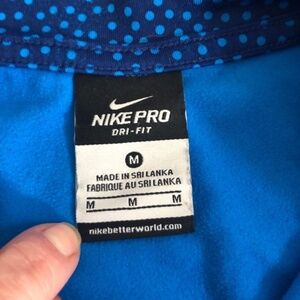 NIKE PRO
DRI-FIT
M
MADE IN SRI LANKA
FABRIQUE AU SRI LANKA
M M M
nikebetterworld.com